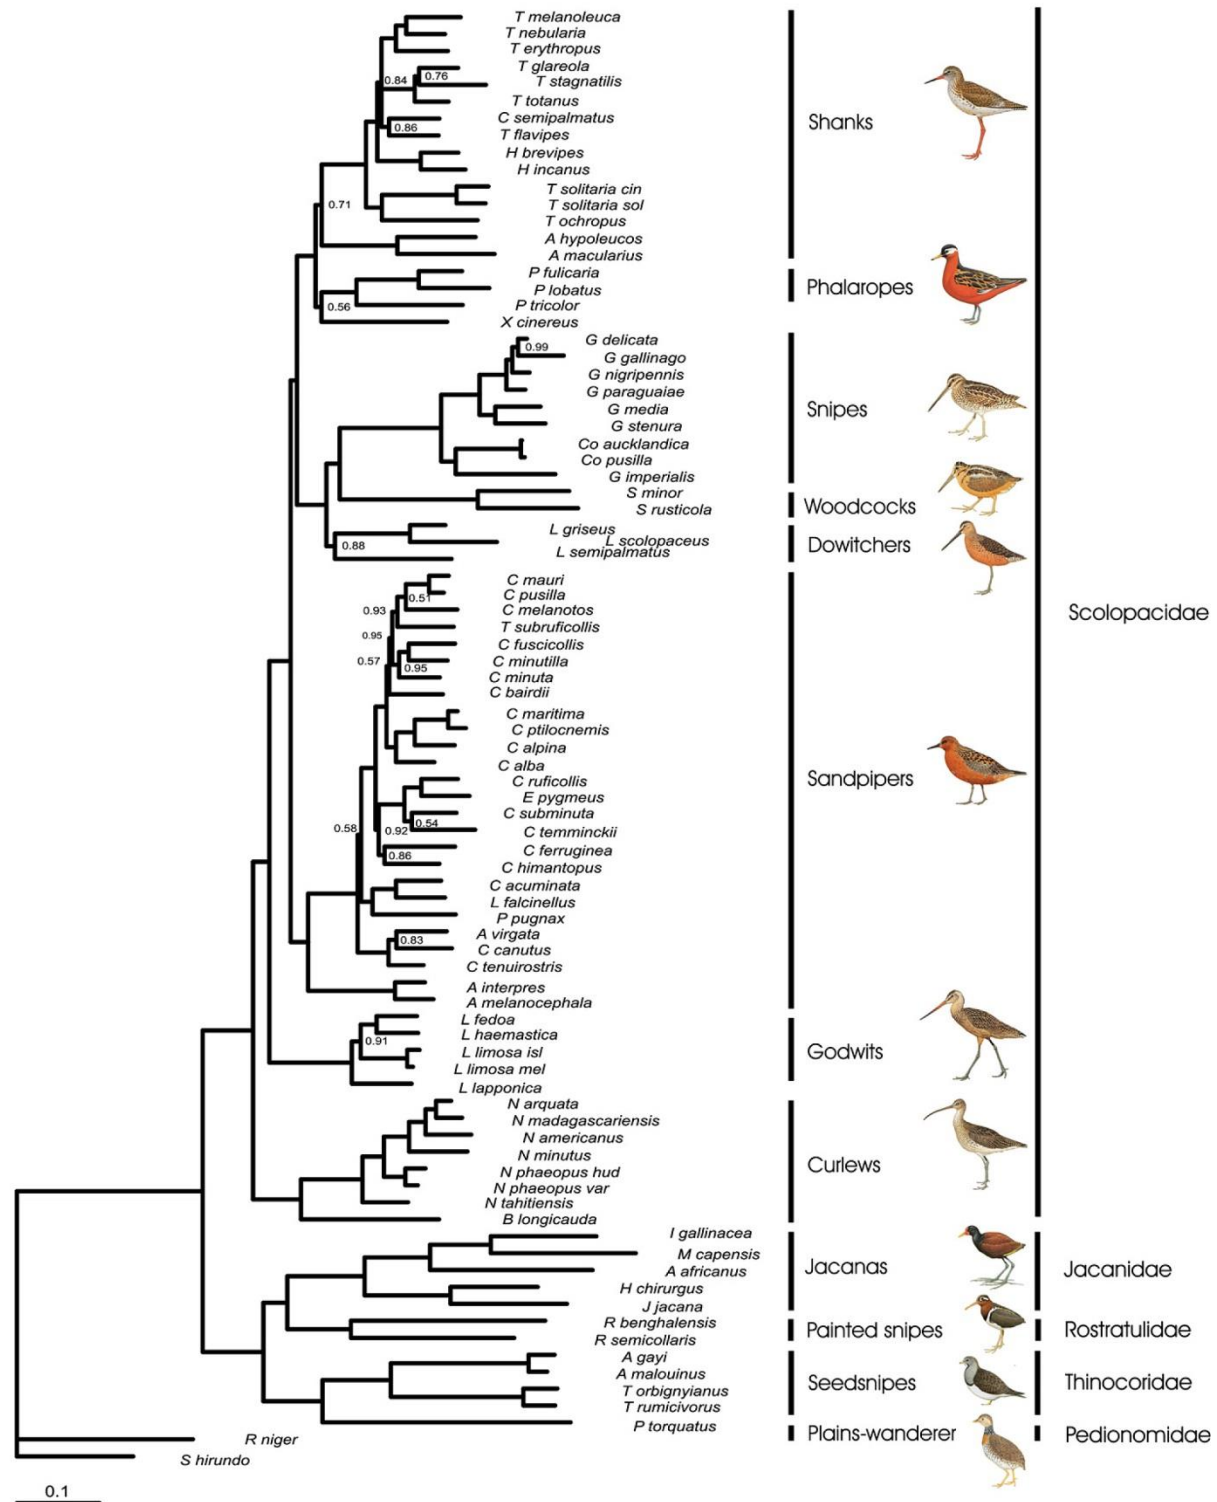 T melanoleuca
T nebularia
T erythropus
T glareola
0.84
0.76
T stagnatilis
T totanus
C semipalmatus
Shanks
0.86
T flavipes
H brevipes
H incanus
T solitaria cin
0.71
T solitaria sol
T ochropus
A hypoleucos
A macularius
P fulicaria
P lobatus
Phalaropes
0.56
P tricolor
X cinereus
G delicata
0.99
G gallinago
G nigripennis
G paraguaiae
G media
Snipes
G stenura
Co aucklandica
Co pusilla
G imperialis
S minor
S rusticola
Woodcocks
L griseus
L scolopaceus
0.88
L semipalmatus
Dowitchers
C mauri
C pusilla
0.51
0.93
C melanotos
Scolopacidae
T subruficollis
0.95
C fuscicollis
0.57
C minutilla
0.95
C minuta
C bairdii
C maritima
C ptilocnemis
C alpina
C alba
Sandpipers
C ruficollis
E pygmeus
C subminuta
0.58
0.92
0.54
C temminckii
C ferruginea
0.86
C himantopus
C acuminata
L falcinellus
P pugnax
A virgata
0.83
C canutus
C tenuirostris
A interpres
A melanocephala
L fedoa
L haemastica
0.91
L limosa isl
Godwits
L limosa mel
L lapponica
N arquata
N madagascariensis
N americanus
N minutus
Curlews
N phaeopus hud
N phaeopus var
N tahitiensis
B longicauda
I gallinacea
M capensis
A africanus
Jacanas
Jacanidae
H chirurgus
J jacana
R benghalensis
Painted snipes
Rostratulidae
R semicollaris
A gayi
A malouinus
Seedsnipes
Thinocoridae
T orbignyianus
T rumicivorus
P torquatus
Plains-wanderer
Pedionomidae
R niger
S hirundo
0.1